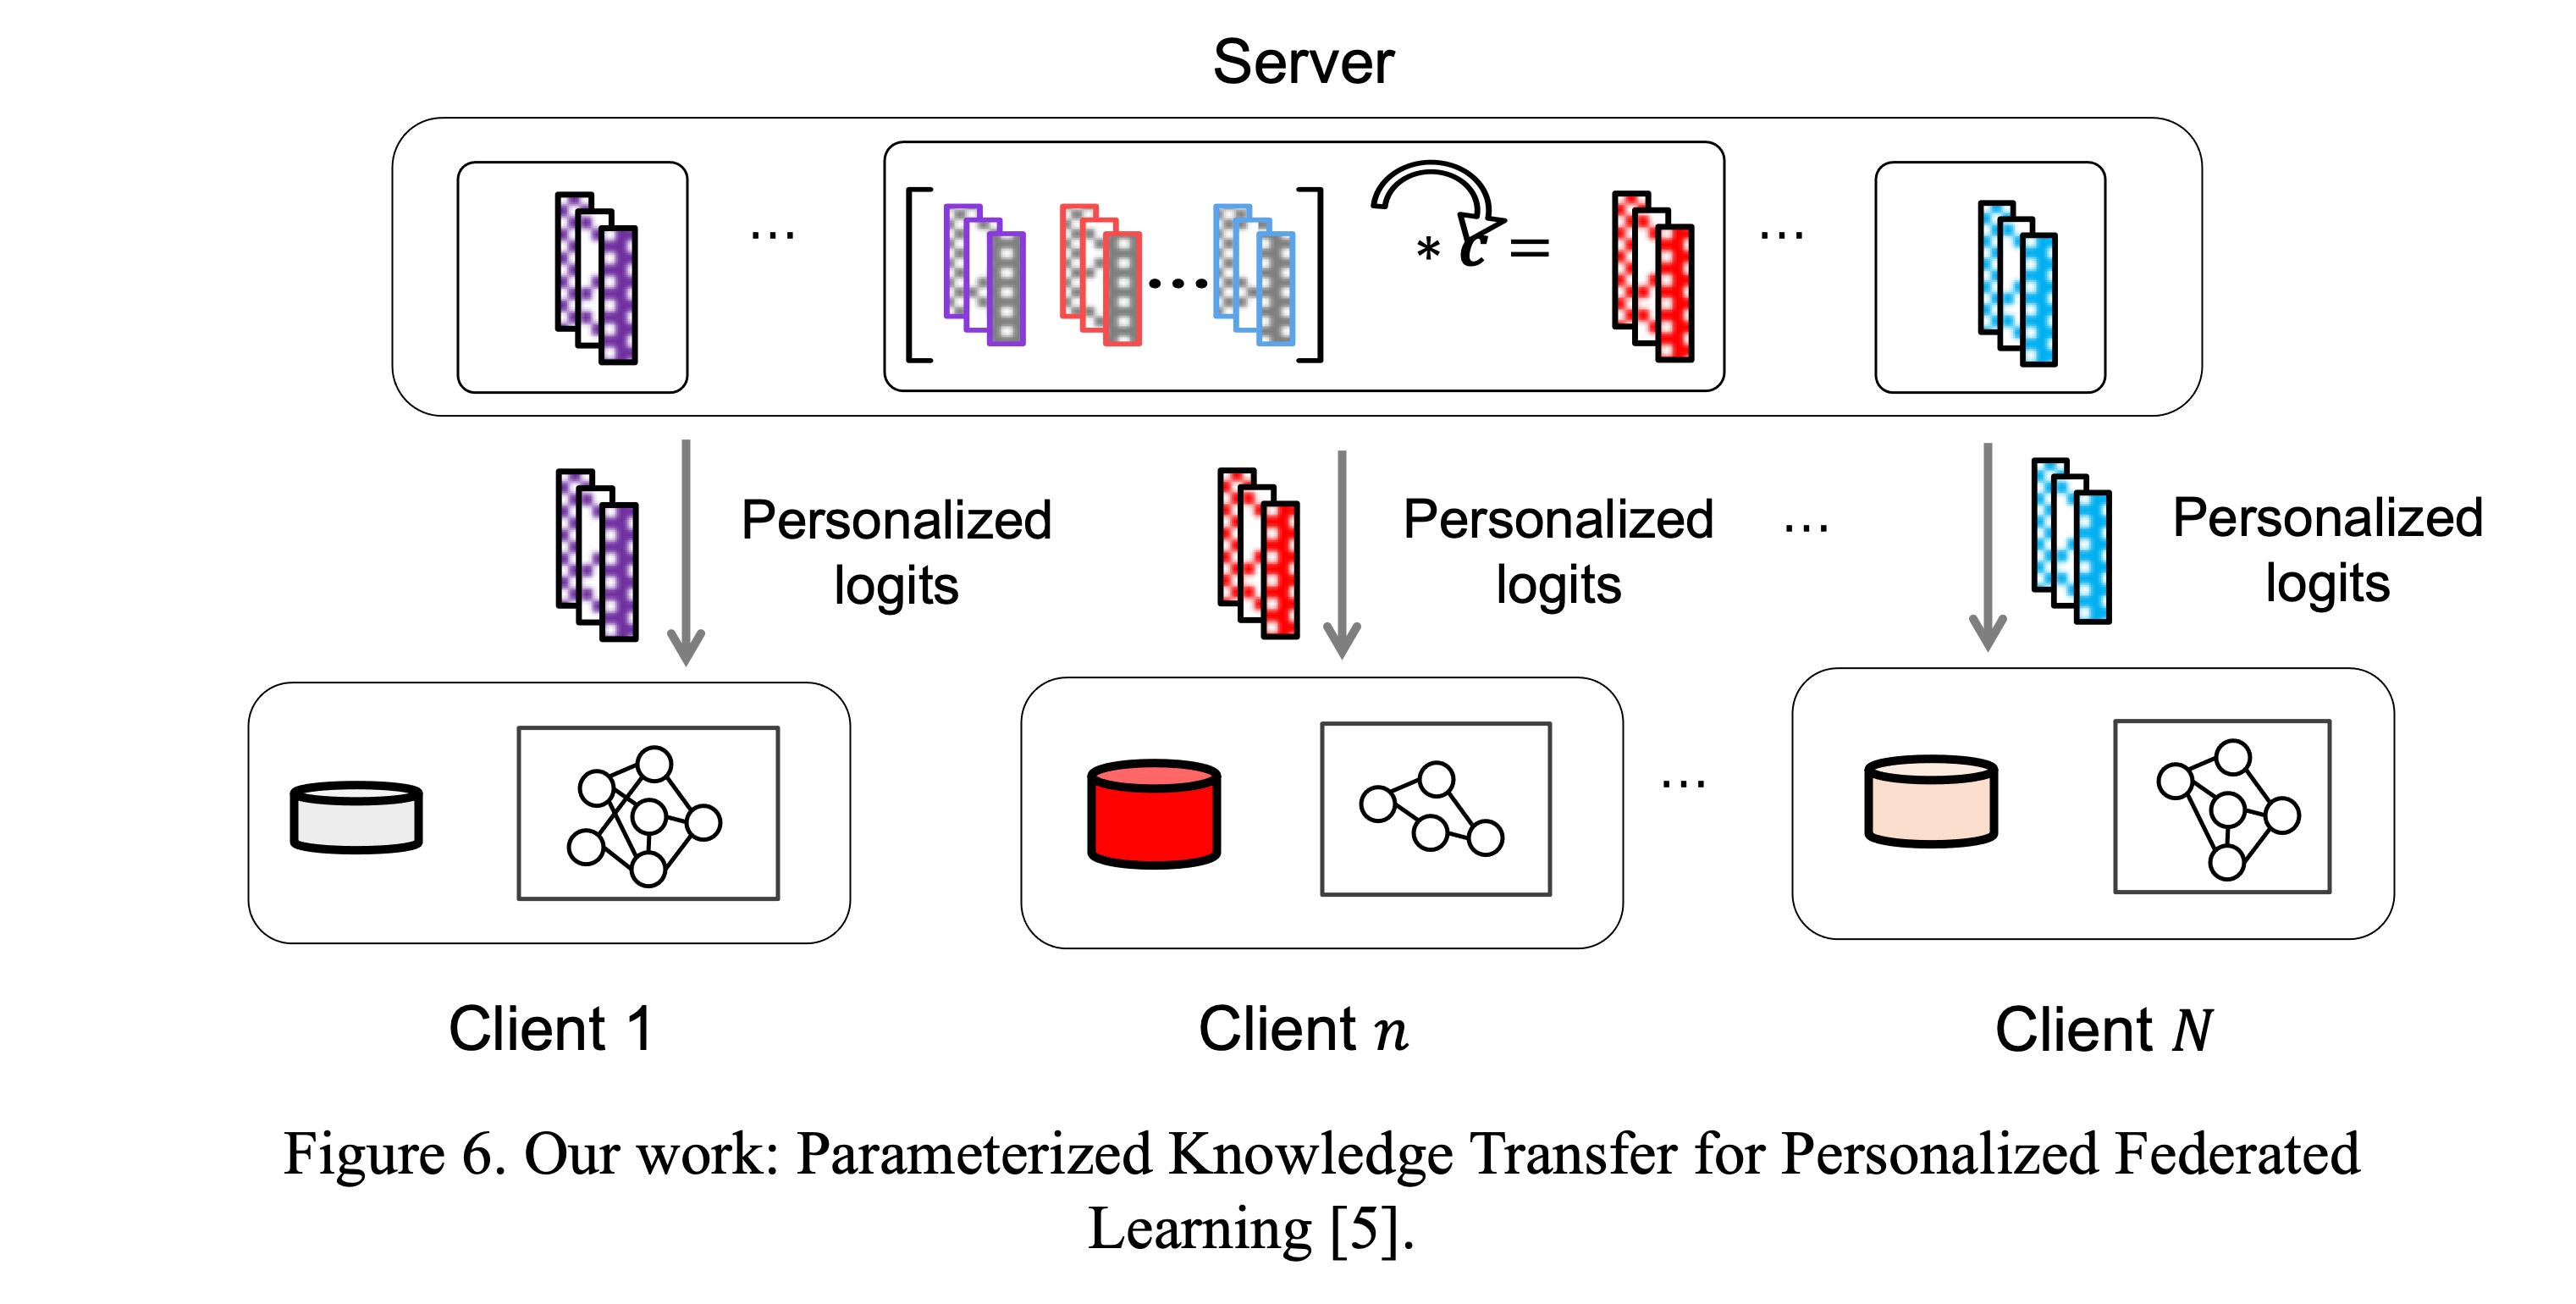 Server
...
[ ... ] * c =
...
Personalized
logits
Personalized
logits
...
Personalized
logits
...
Client 1
Client n
Client N
Figure 6. Our work: Parameterized Knowledge Transfer for Personalized Federated
Learning [5].